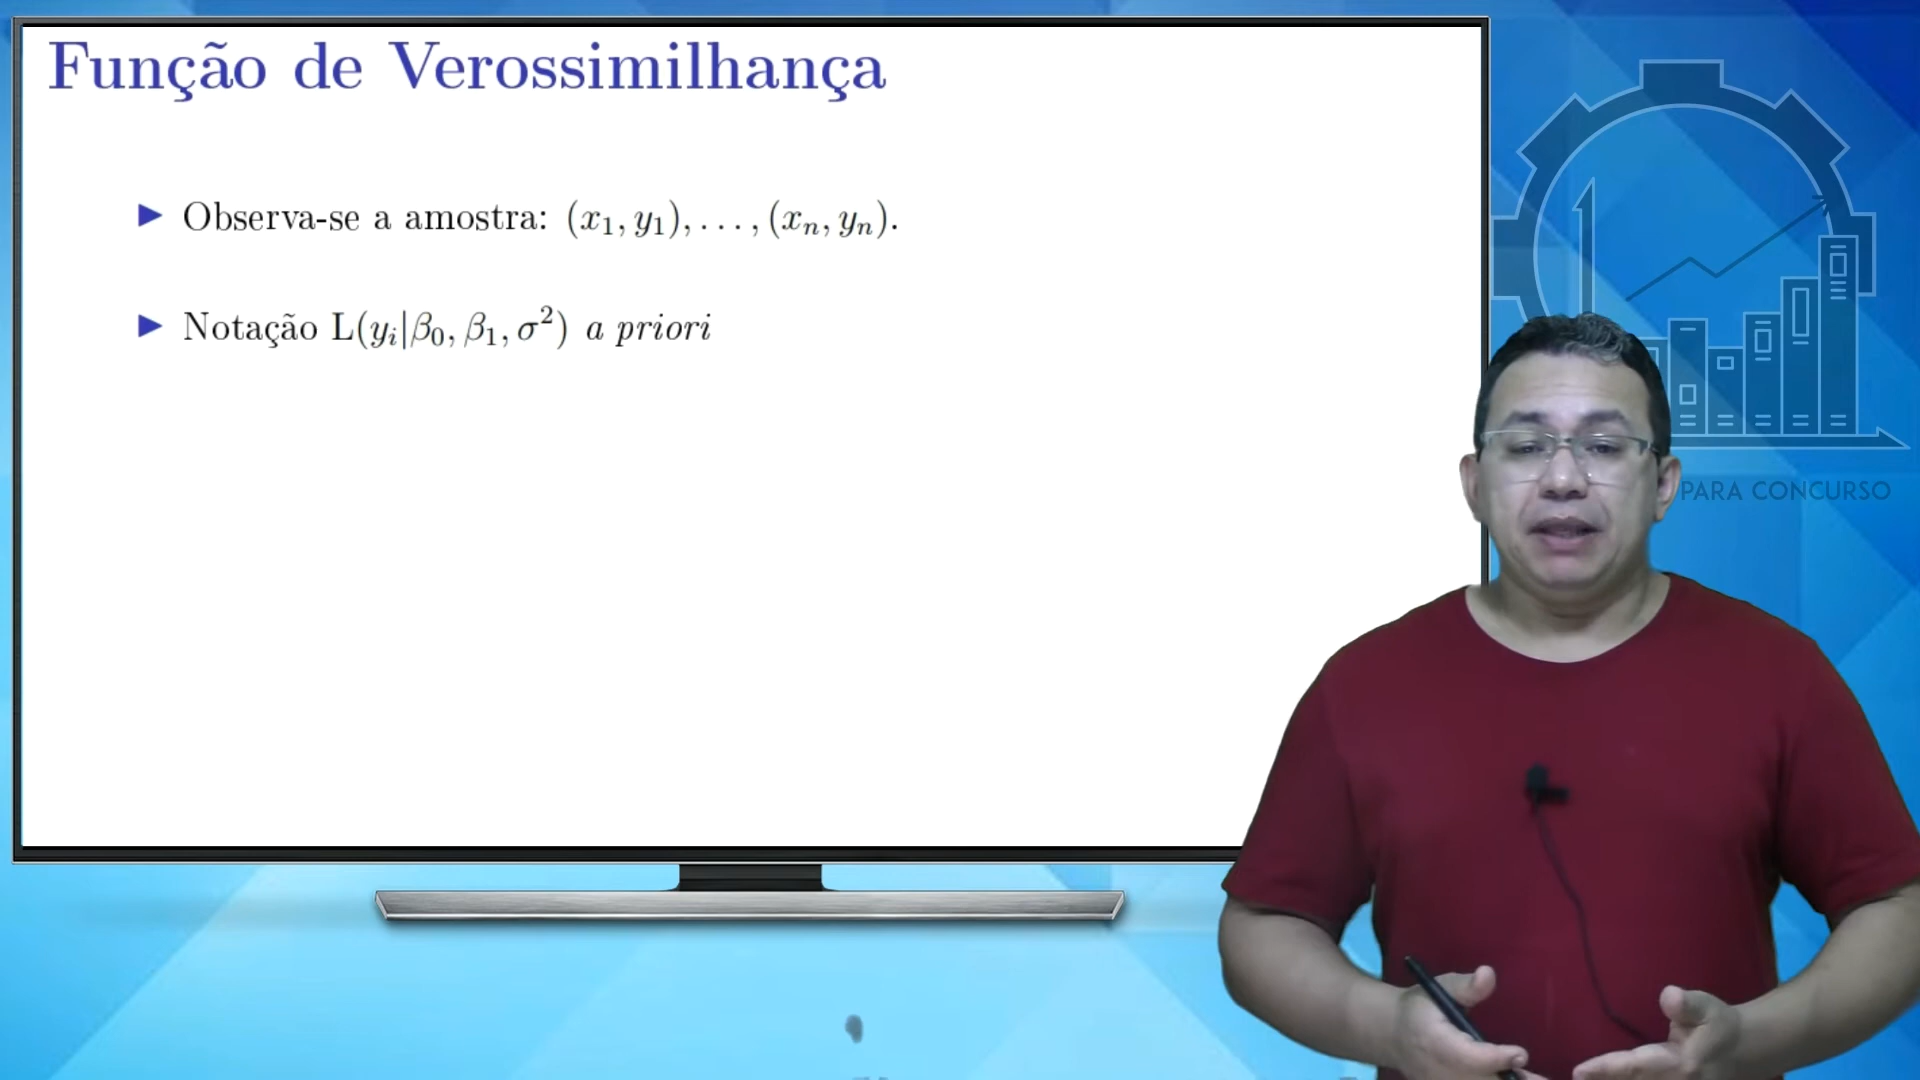 Função de Verossimilhança
▶ Observa-se a amostra: (x₁, y₁), . . . , (xₙ, yₙ).
▶ Notação L(yᵢ|β₀, β₁, σ²) a priori
PARA CONCURSO